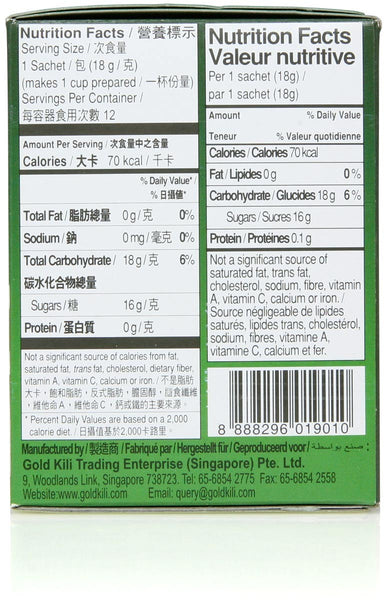 Nutrition Facts / 營養標示
Serving Size / 次食量
1 Sachet / 包 (18 g / 克)
(makes 1 cup prepared / 一杯份量)
Servings Per Container /
每容器食用次數 12
Amount Per Serving / 次食量中之含量
Calories / 大卡 70 kcal / 千卡
% Daily Value* /
% 日攝值*
Total Fat / 脂肪總量 0 g / 克 0%
Sodium / 鈉 0 mg / 毫克 0%
Total Carbohydrate / 18 g / 克 6%
碳水化合物總量
Sugars / 糖 16 g / 克
Protein / 蛋白質 0 g / 克
Not a significant source of calories from fat,
saturated fat, trans fat, cholesterol, dietary fiber,
vitamin A, vitamin C, calcium or iron. / 不是脂肪
大卡, 飽和脂肪, 反式脂肪, 膽固醇, 膳食纖維
, 維他命A, 維他命C, 鈣或鐵的主要來源.
* Percent Daily Values are based on a 2,000
calorie diet. / 日攝值基於2,000卡路里.
Nutrition Facts
Valeur nutritive
Per 1 sachet (18g) /
par 1 sachet (18g)
Amount % Daily Value
Teneur % Valeur quotidienne
Calories / Calories 70 kcal
Fat / Lipides 0 g 0%
Carbohydrate / Glucides 18 g 6%
Sugars / Sucres 16 g
Protein / Protéines 0.1 g
Not a significant source of
saturated fat, trans fat,
cholesterol, sodium, fibre, vitamin
A, vitamin C, calcium or iron. /
Source négligeable de lipides
saturés, lipides trans, cholestérol,
sodium, fibres, vitamine A,
vitamine C, calcium et fer.
8 888296 019010
Manufactured by / 製造商 / Fabriqué par / Hergestellt für / Geproduceerd voor / صنع بواسطة :
Gold Kili Trading Enterprise (Singapore) Pte. Ltd.
9, Woodlands Link, Singapore 738723. Tel: 65-6854 2775. Fax: 65-6854 2558
Website:www.goldkili.com Email: query@goldkili.com